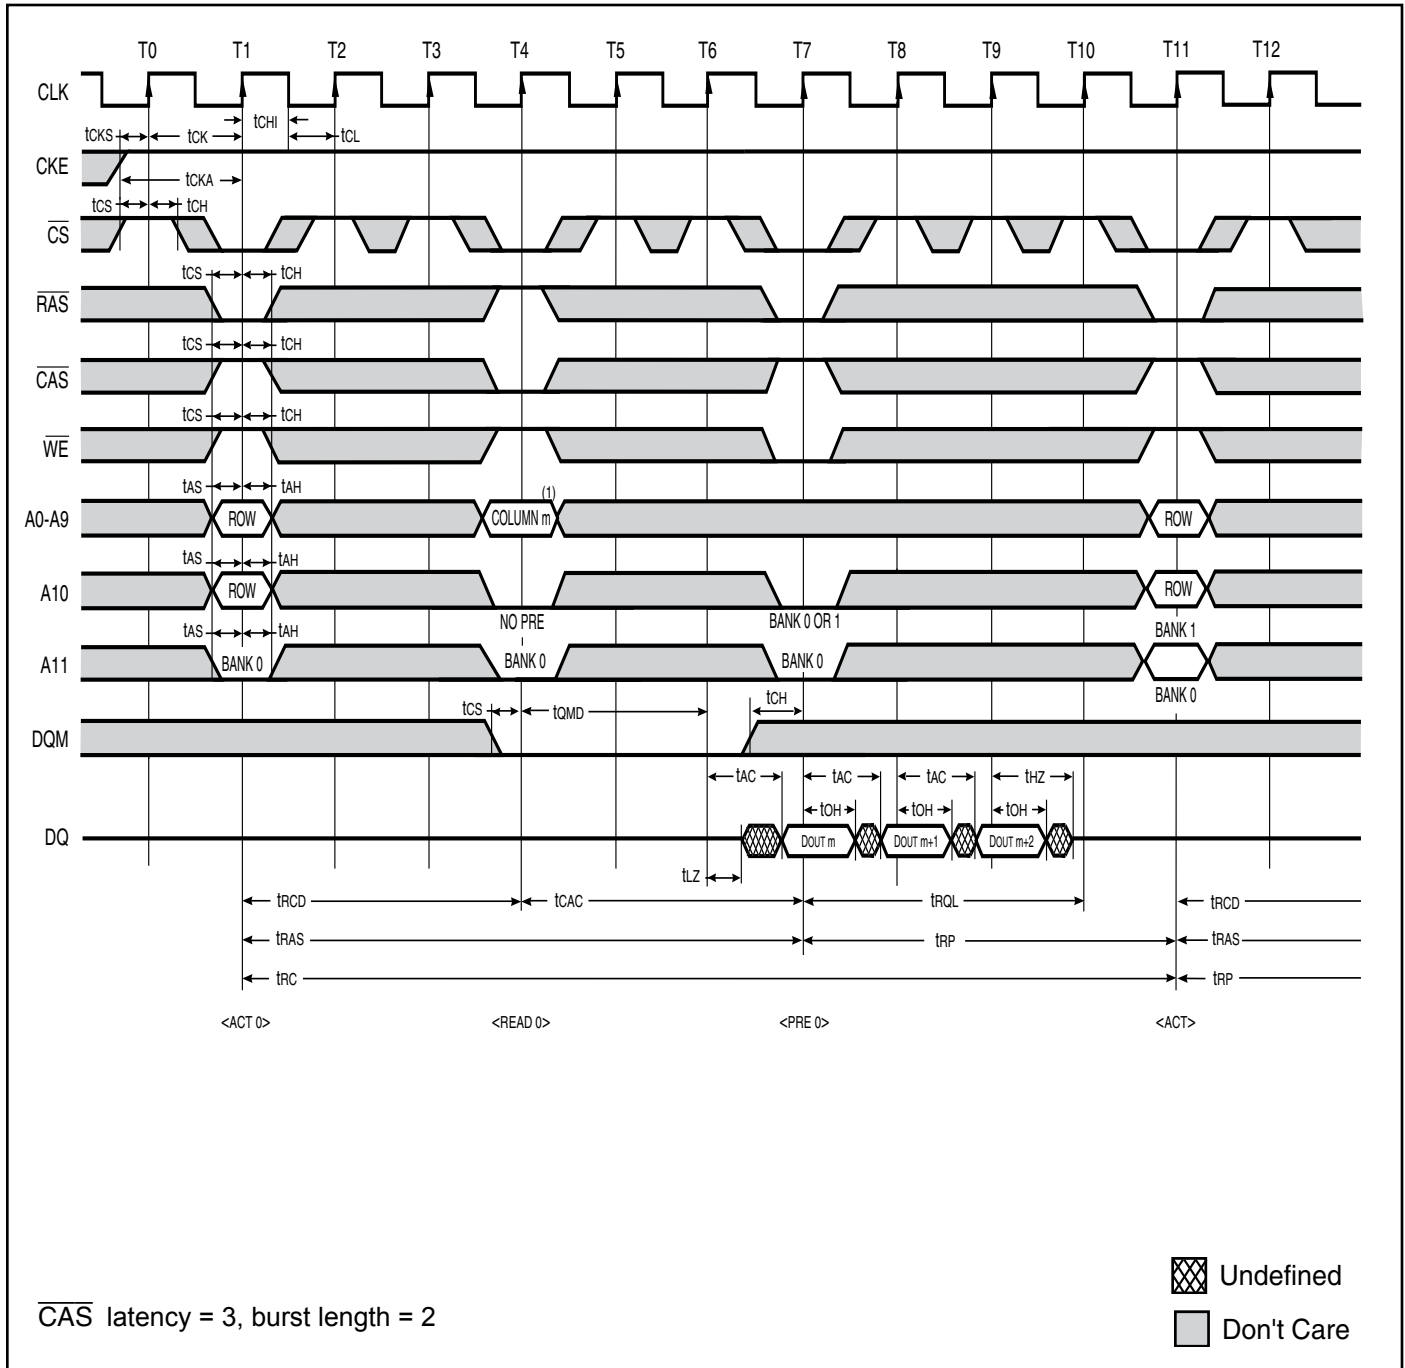 T0 T1 T2 T3 T4 T5 T6 T7 T8 T9 T10 T11 T12
CLK
tCHI
tCKS tCK tCL
CKE
tCKA
tCS tCH
CS
tCS tCH
RAS
tCS tCH
CAS
tCS tCH
WE
tAS tAH (1)
A0-A9 ROW COLUMN m ROW
tAS tAH
A10 ROW ROW
NO PRE BANK 0 OR 1
tAS tAH BANK 1
A11 BANK 0 BANK 0 BANK 0
BANK 0
tCS tQMD tCH
DQM
tAC tAC tAC tHZ
tOH tOH tOH
DQ DOUT m DOUT m+1 DOUT m+2
tLZ
tRCD tCAC tRQL tRCD
tRAS tRP tRAS
tRC tRP
<ACT 0> <READ 0> <PRE 0> <ACT>
Undefined
CAS latency = 3, burst length = 2
Don't Care